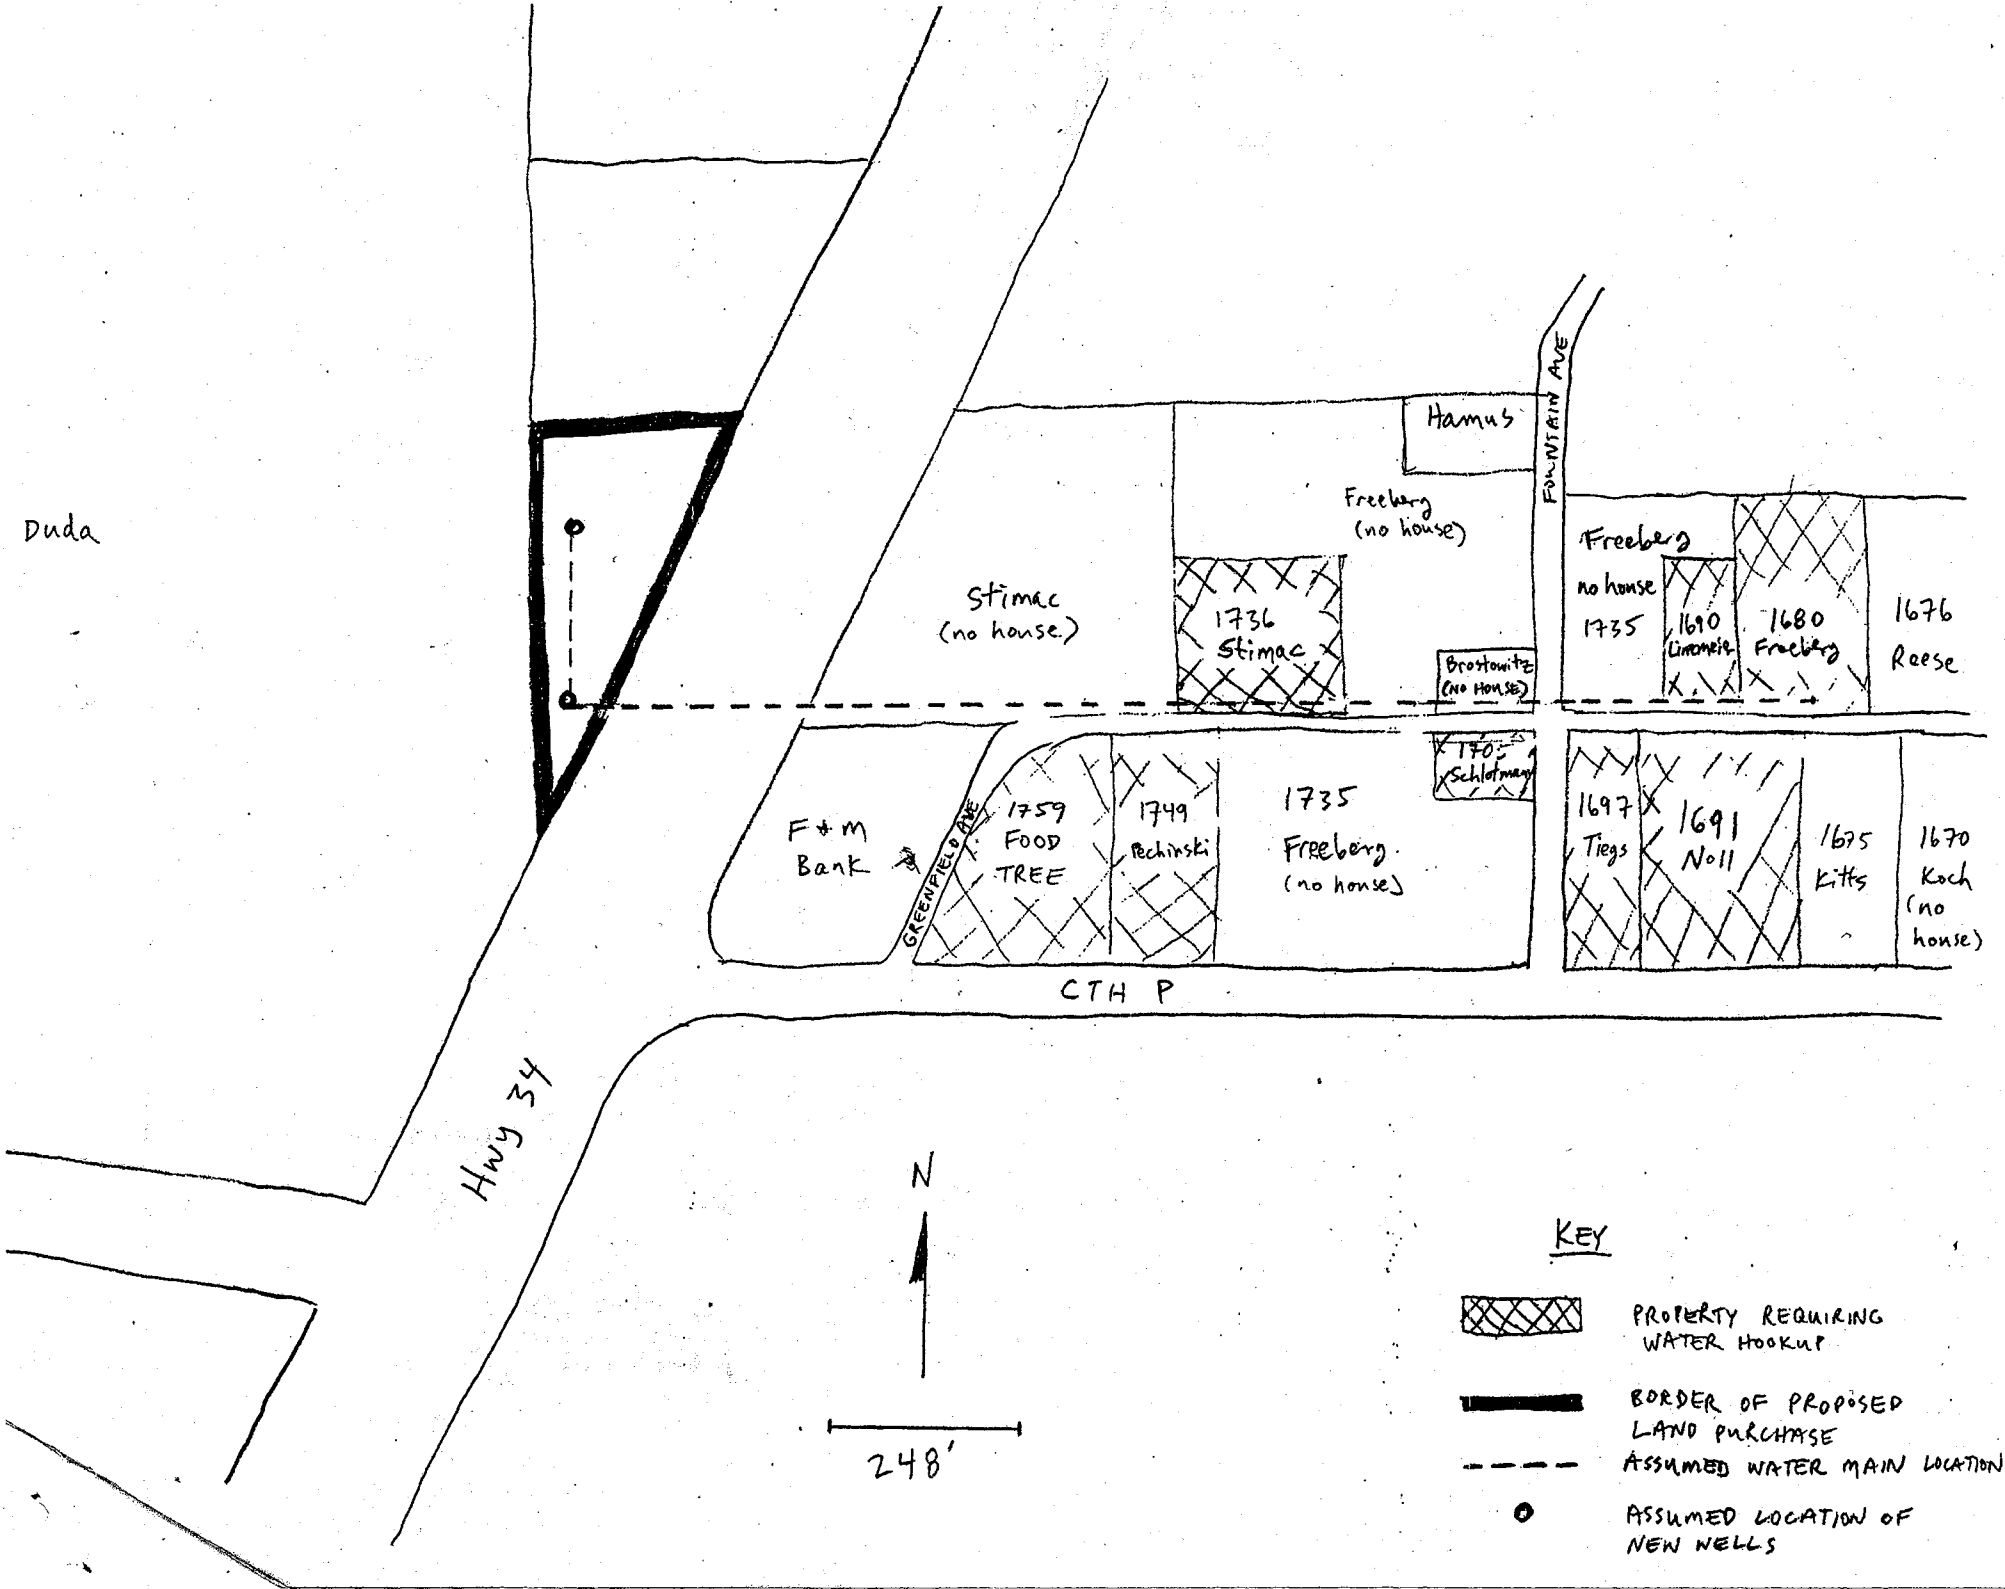 Hamus
FOUNTAIN AVE
Freeberg
(no house)
Duda
Freeberg
no house
1735
Stimac
(no house)
1736
Stimac
1690
1680
Freeberg
1676
Reese
Brostowitz
(NO HOUSE)
Schlotman
1759
FOOD
TREE
1749
Pechinski
1735
Freeberg
(no house)
1697
Tiegs
1691
Noll
1675
Kitts
1670
Koch
(no
house)
F + M
Bank
GREENFIELD AVE
CTH P
Hwy 34
N
248'
KEY
PROPERTY REQUIRING
WATER HOOKUP
BORDER OF PROPOSED
LAND PURCHASE
ASSUMED WATER MAIN LOCATION
ASSUMED LOCATION OF
NEW WELLS